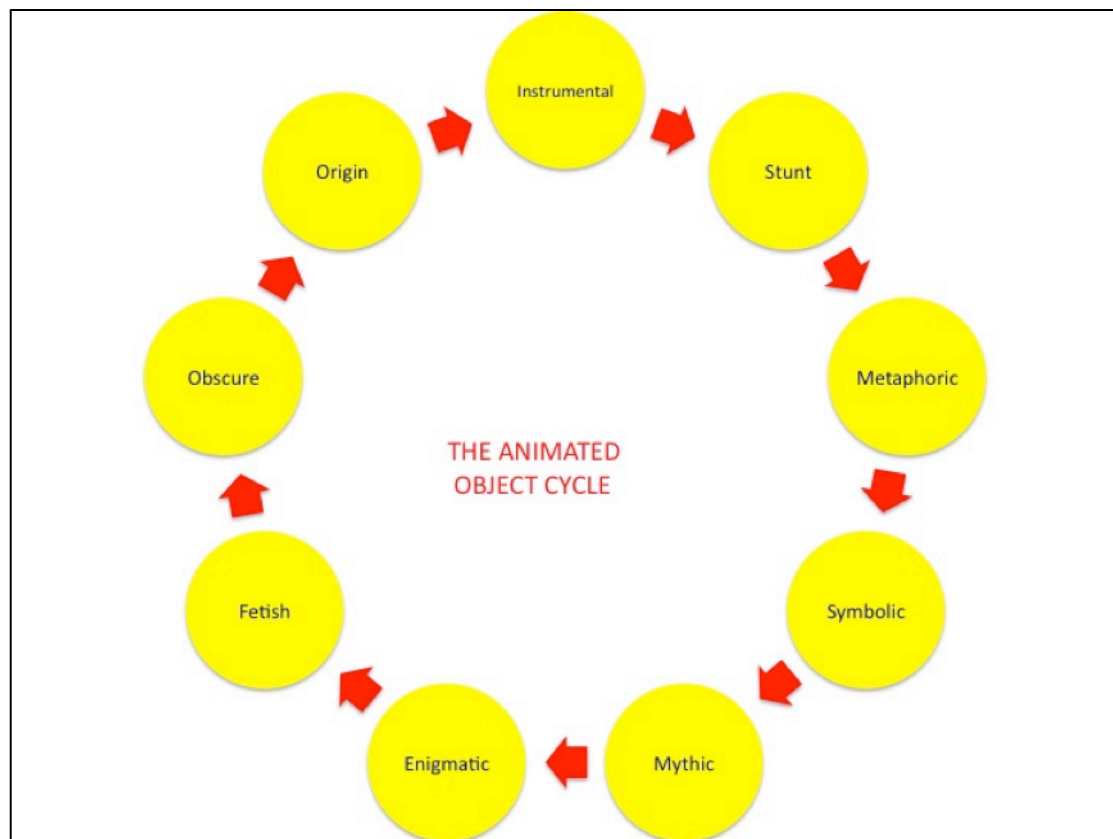 Instrumental
Stunt
Metaphoric
Symbolic
Mythic
Enigmatic
Fetish
Obscure
Origin
THE ANIMATED
OBJECT CYCLE